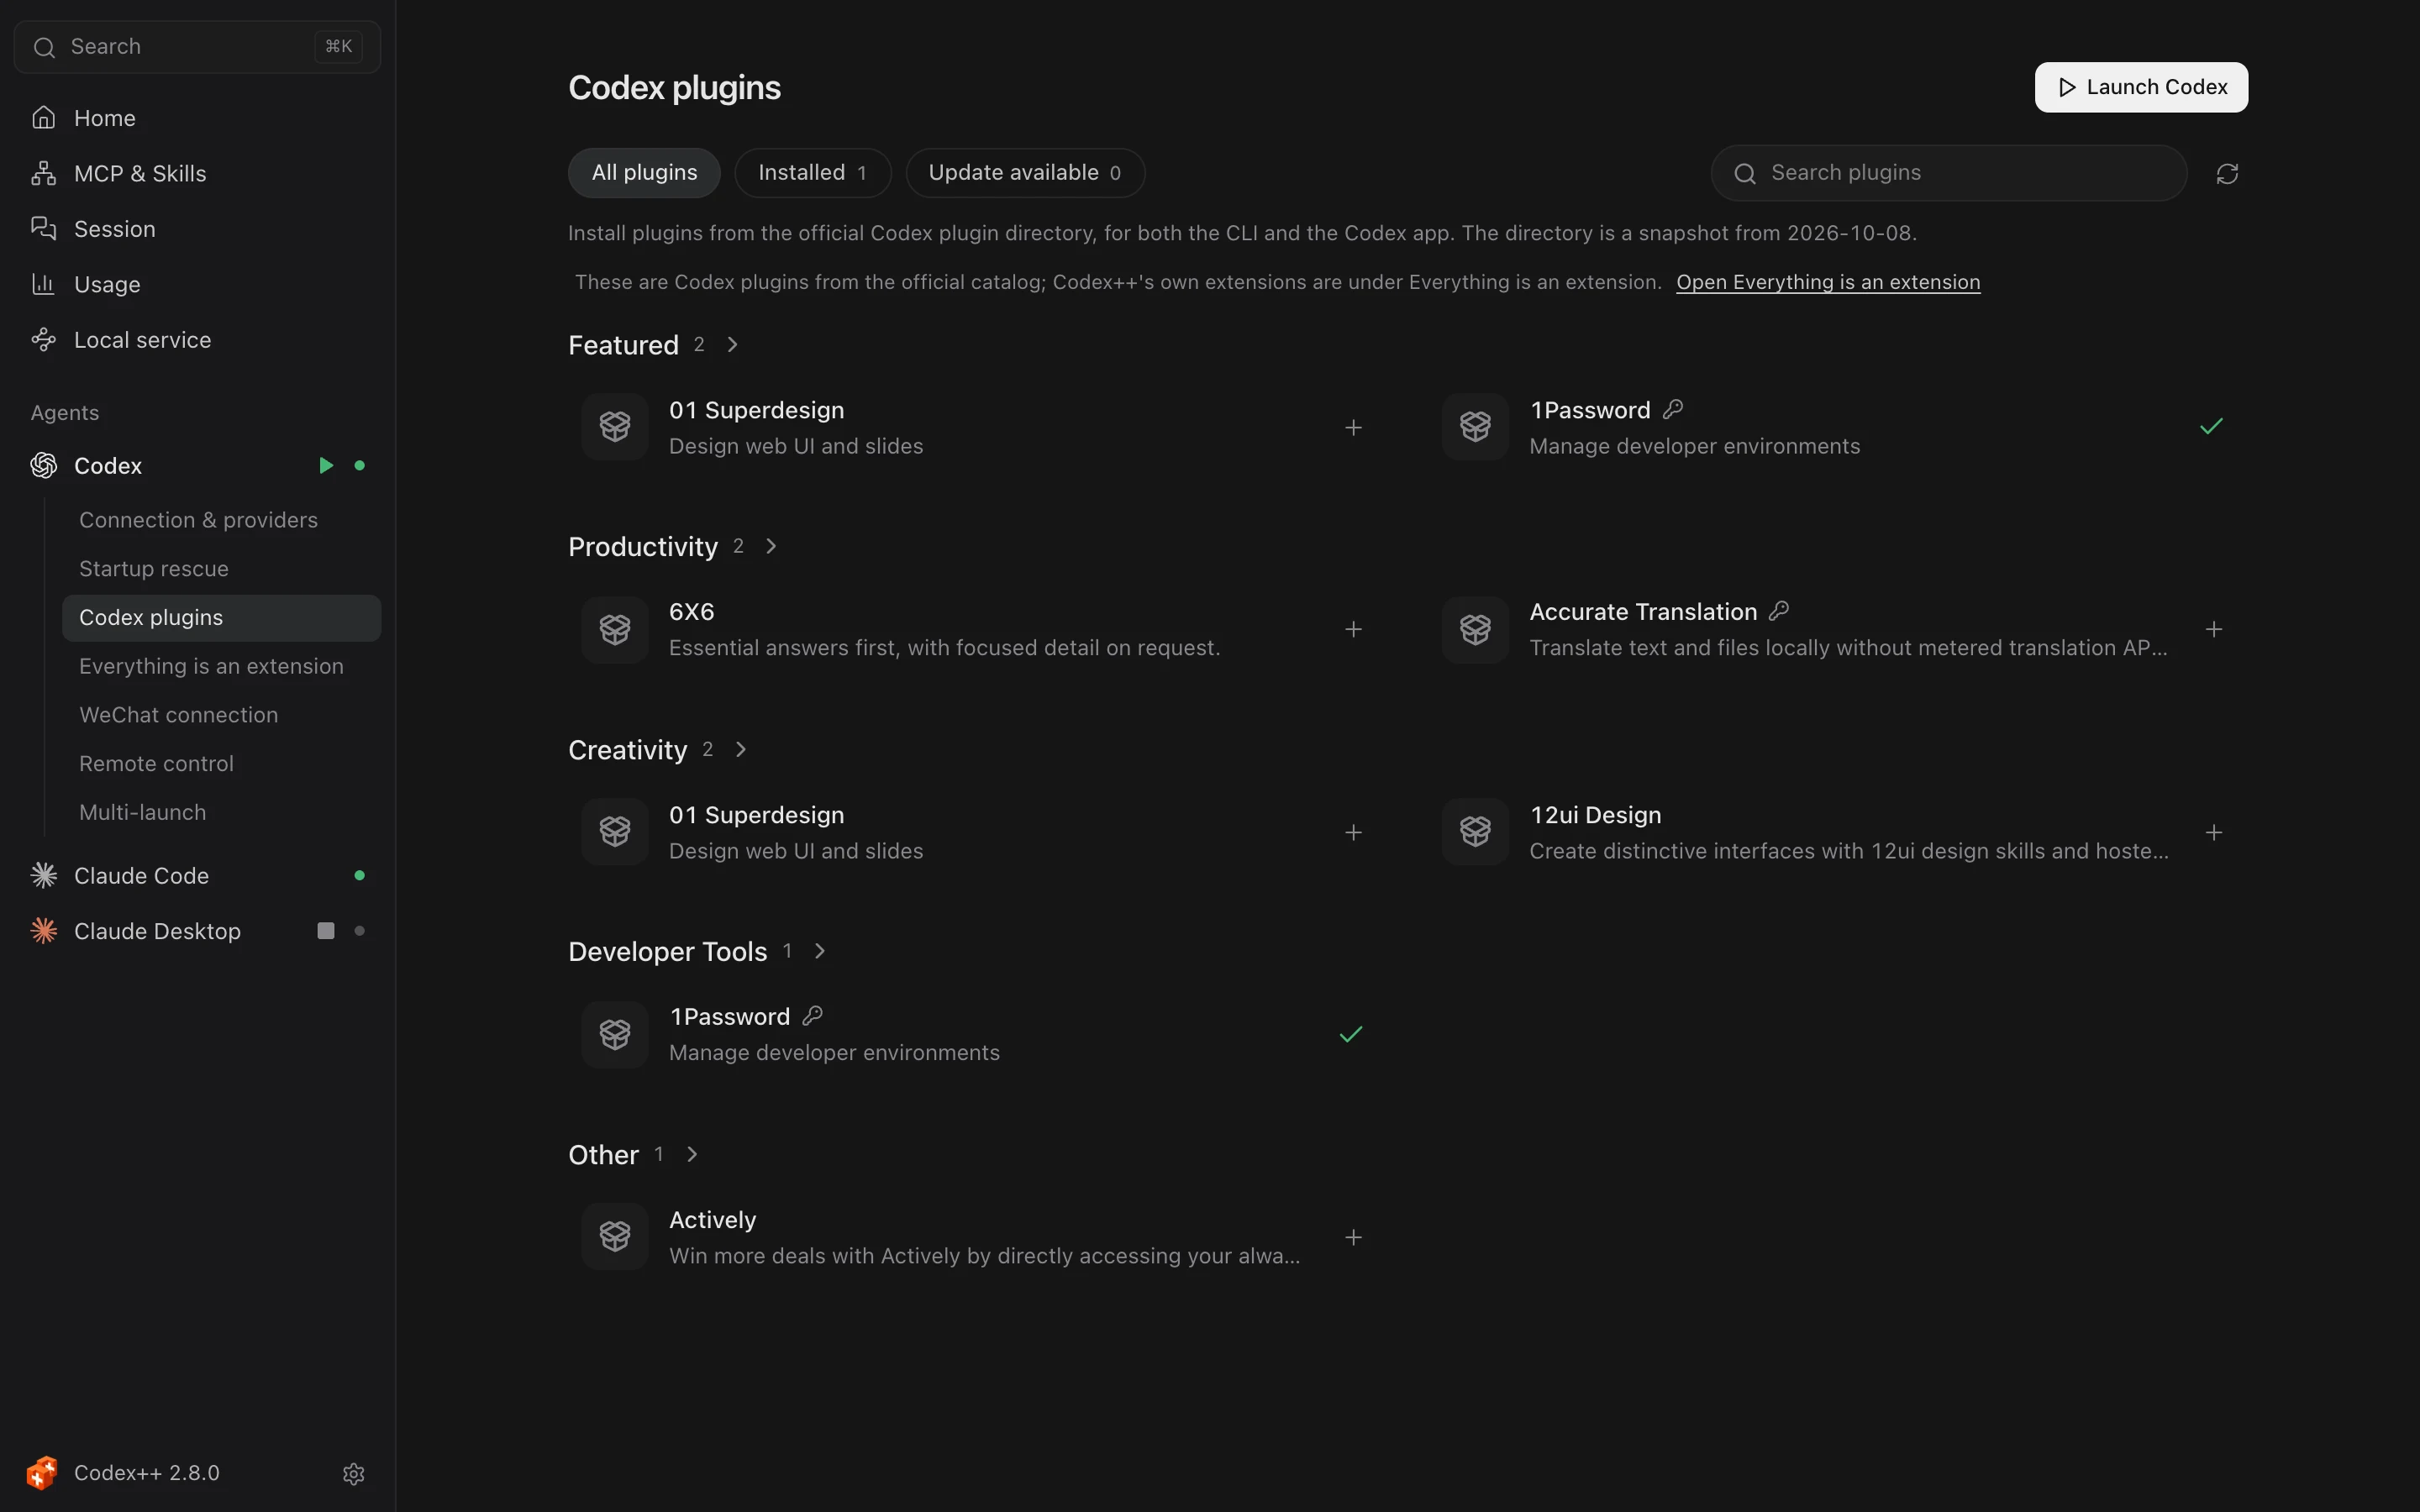 Search ⌘K
Home
MCP & Skills
Session
Usage
Local service
Agents
Codex
Connection & providers
Startup rescue
Codex plugins
Everything is an extension
WeChat connection
Remote control
Multi-launch
Claude Code
Claude Desktop
Codex++ 2.8.0
Codex plugins
Launch Codex
All plugins
Installed 1
Update available 0
Search plugins
Install plugins from the official Codex plugin directory, for both the CLI and the Codex app. The directory is a snapshot from 2026-10-08.
These are Codex plugins from the official catalog; Codex++'s own extensions are under Everything is an extension. Open Everything is an extension
Featured 2
01 Superdesign
Design web UI and slides
1Password
Manage developer environments
Productivity 2
6X6
Essential answers first, with focused detail on request.
Accurate Translation
Translate text and files locally without metered translation AP...
Creativity 2
01 Superdesign
Design web UI and slides
12ui Design
Create distinctive interfaces with 12ui design skills and hoste...
Developer Tools 1
1Password
Manage developer environments
Other 1
Actively
Win more deals with Actively by directly accessing your alwa...